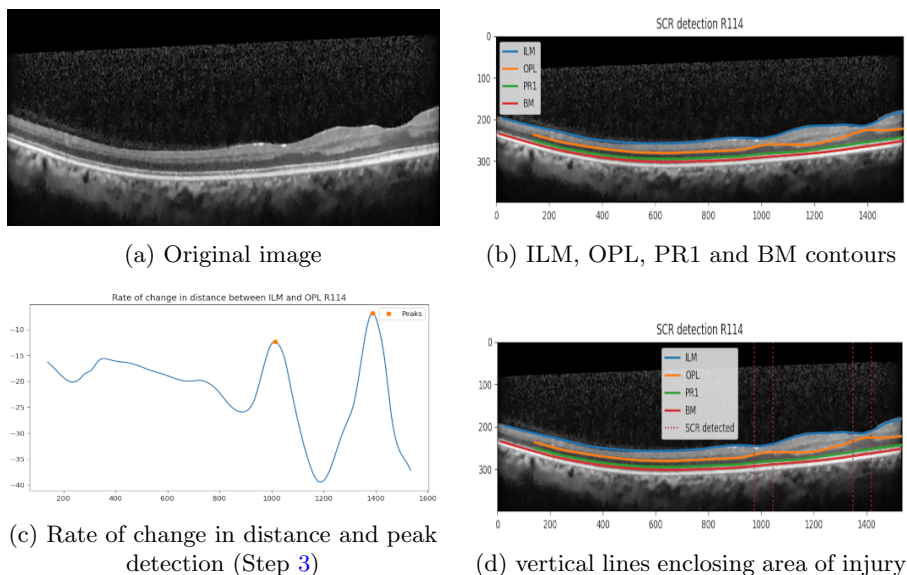 (a) Original image
SCR detection R114
0
100
200
300
ILM
OPL
PR1
BM
0 200 400 600 800 1000 1200 1400
(b) ILM, OPL, PR1 and BM contours
Rate of change in distance between ILM and OPL R114
Peaks
−10
−15
−20
−25
−30
−35
−40
200 400 600 800 1000 1200 1400 1600
(c) Rate of change in distance and peak
detection (Step 3)
SCR detection R114
0
100
200
300
ILM
OPL
PR1
BM
SCR detected
0 200 400 600 800 1000 1200 1400
(d) vertical lines enclosing area of injury